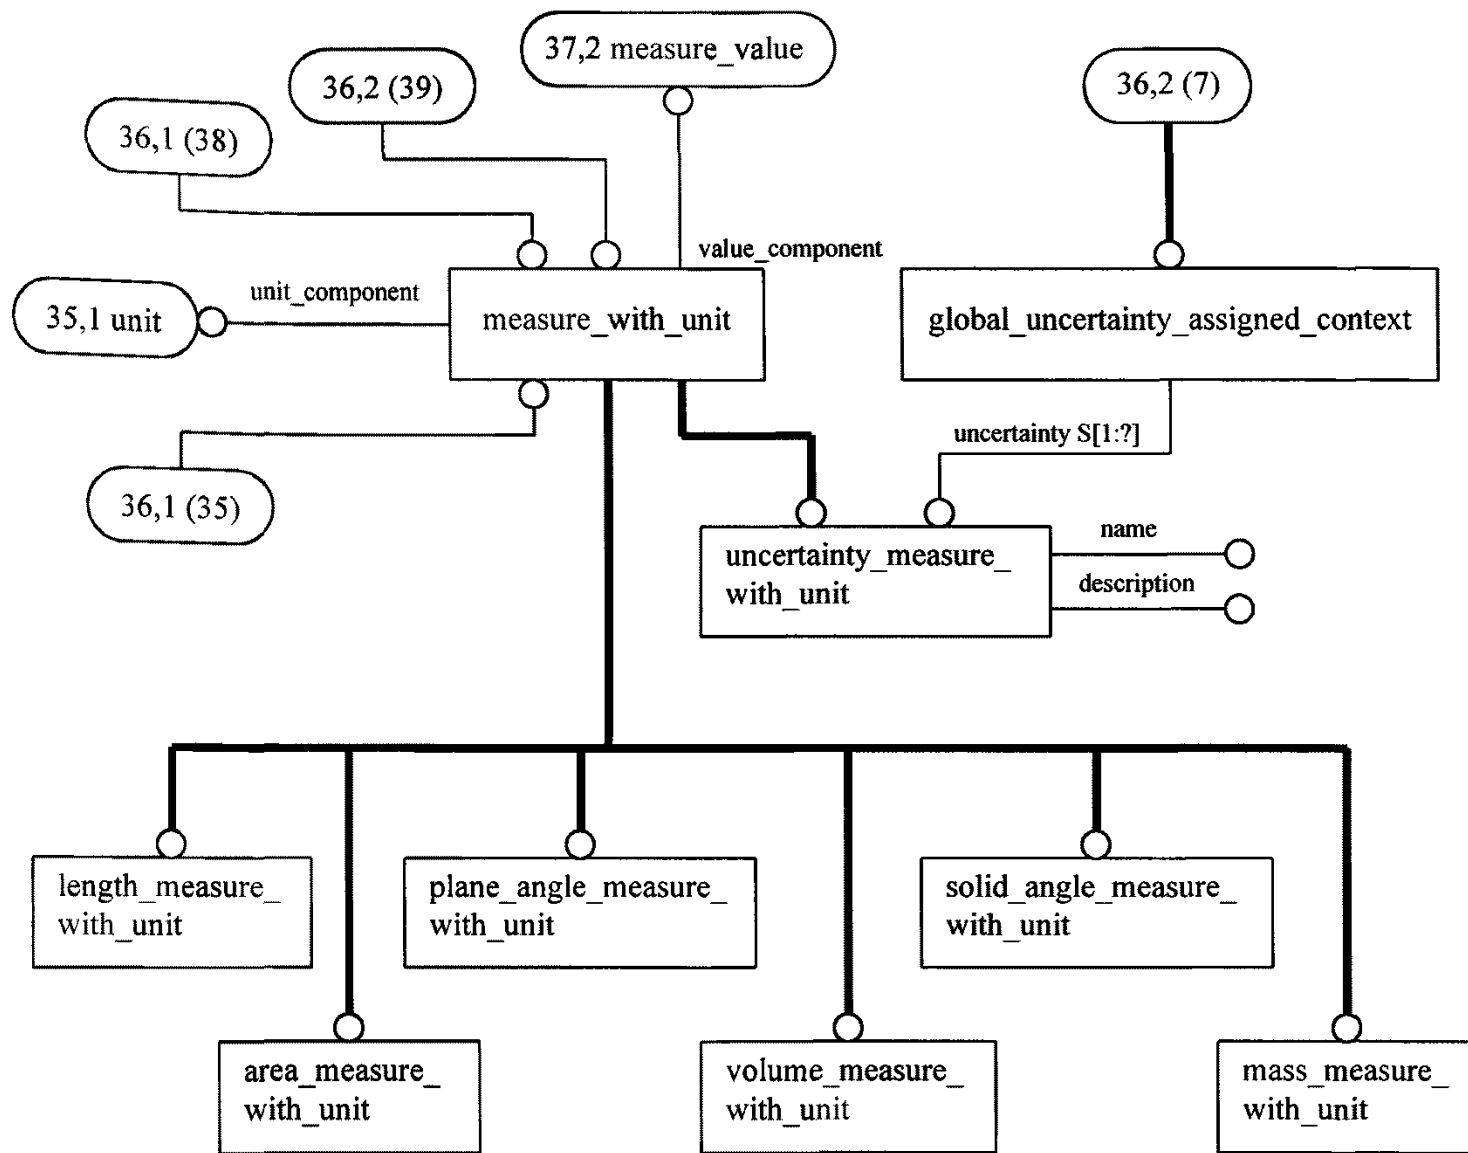 37,2 measure_value
36,2 (39)
36,2 (7)
36,1 (38)
value_component
unit_component
35,1 unit
measure_with_unit
global_uncertainty_assigned_context
uncertainty S[1:?]
36,1 (35)
name
uncertainty_measure_
with_unit
description
length_measure_
with_unit
plane_angle_measure_
with_unit
solid_angle_measure_
with_unit
area_measure_
with_unit
volume_measure_
with_unit
mass_measure_
with_unit